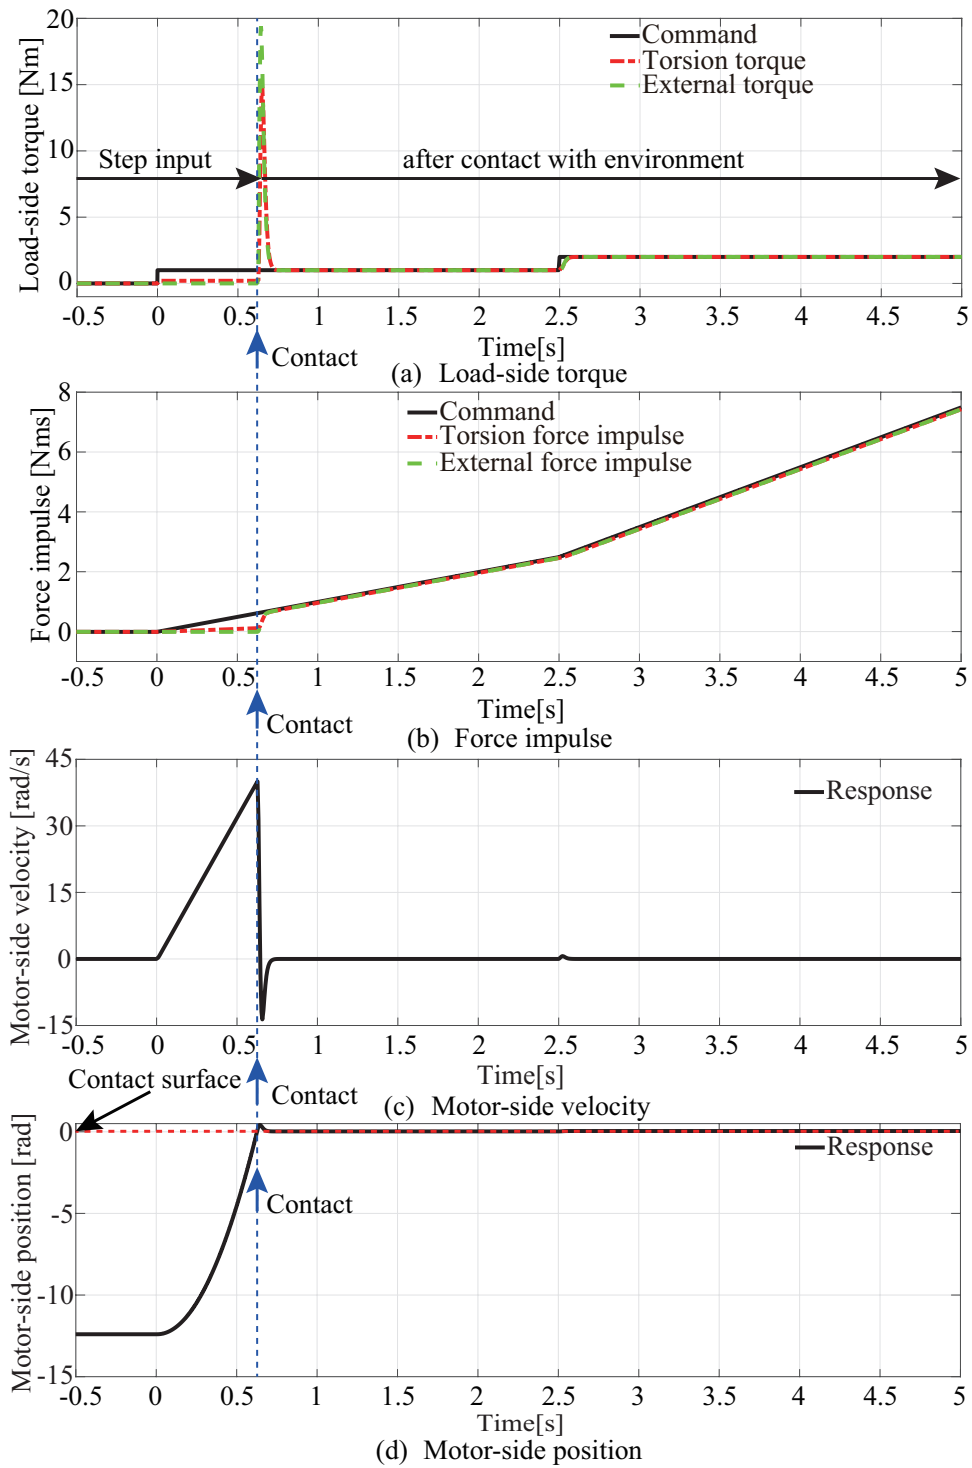 20
15
10
5
0
Load-side torque [Nm]
Command
Torsion torque
External torque
Step input
after contact with environment
-0.5 0 0.5 1 1.5 2 2.5 3 3.5 4 4.5 5
Contact
Time[s]
(a) Load-side torque
8
6
4
2
0
Force impulse [Nms]
Command
Torsion force impulse
External force impulse
-0.5 0 0.5 1 1.5 2 2.5 3 3.5 4 4.5 5
Contact
Time[s]
(b) Force impulse
45
30
15
0
-15
Motor-side velocity [rad/s]
Response
-0.5 0 0.5 1 1.5 2 2.5 3 3.5 4 4.5 5
Contact surface
Contact
Time[s]
(c) Motor-side velocity
0
-5
-10
-15
Motor-side position [rad]
Response
Contact
-0.5 0 0.5 1 1.5 2 2.5 3 3.5 4 4.5 5
Time[s]
(d) Motor-side position